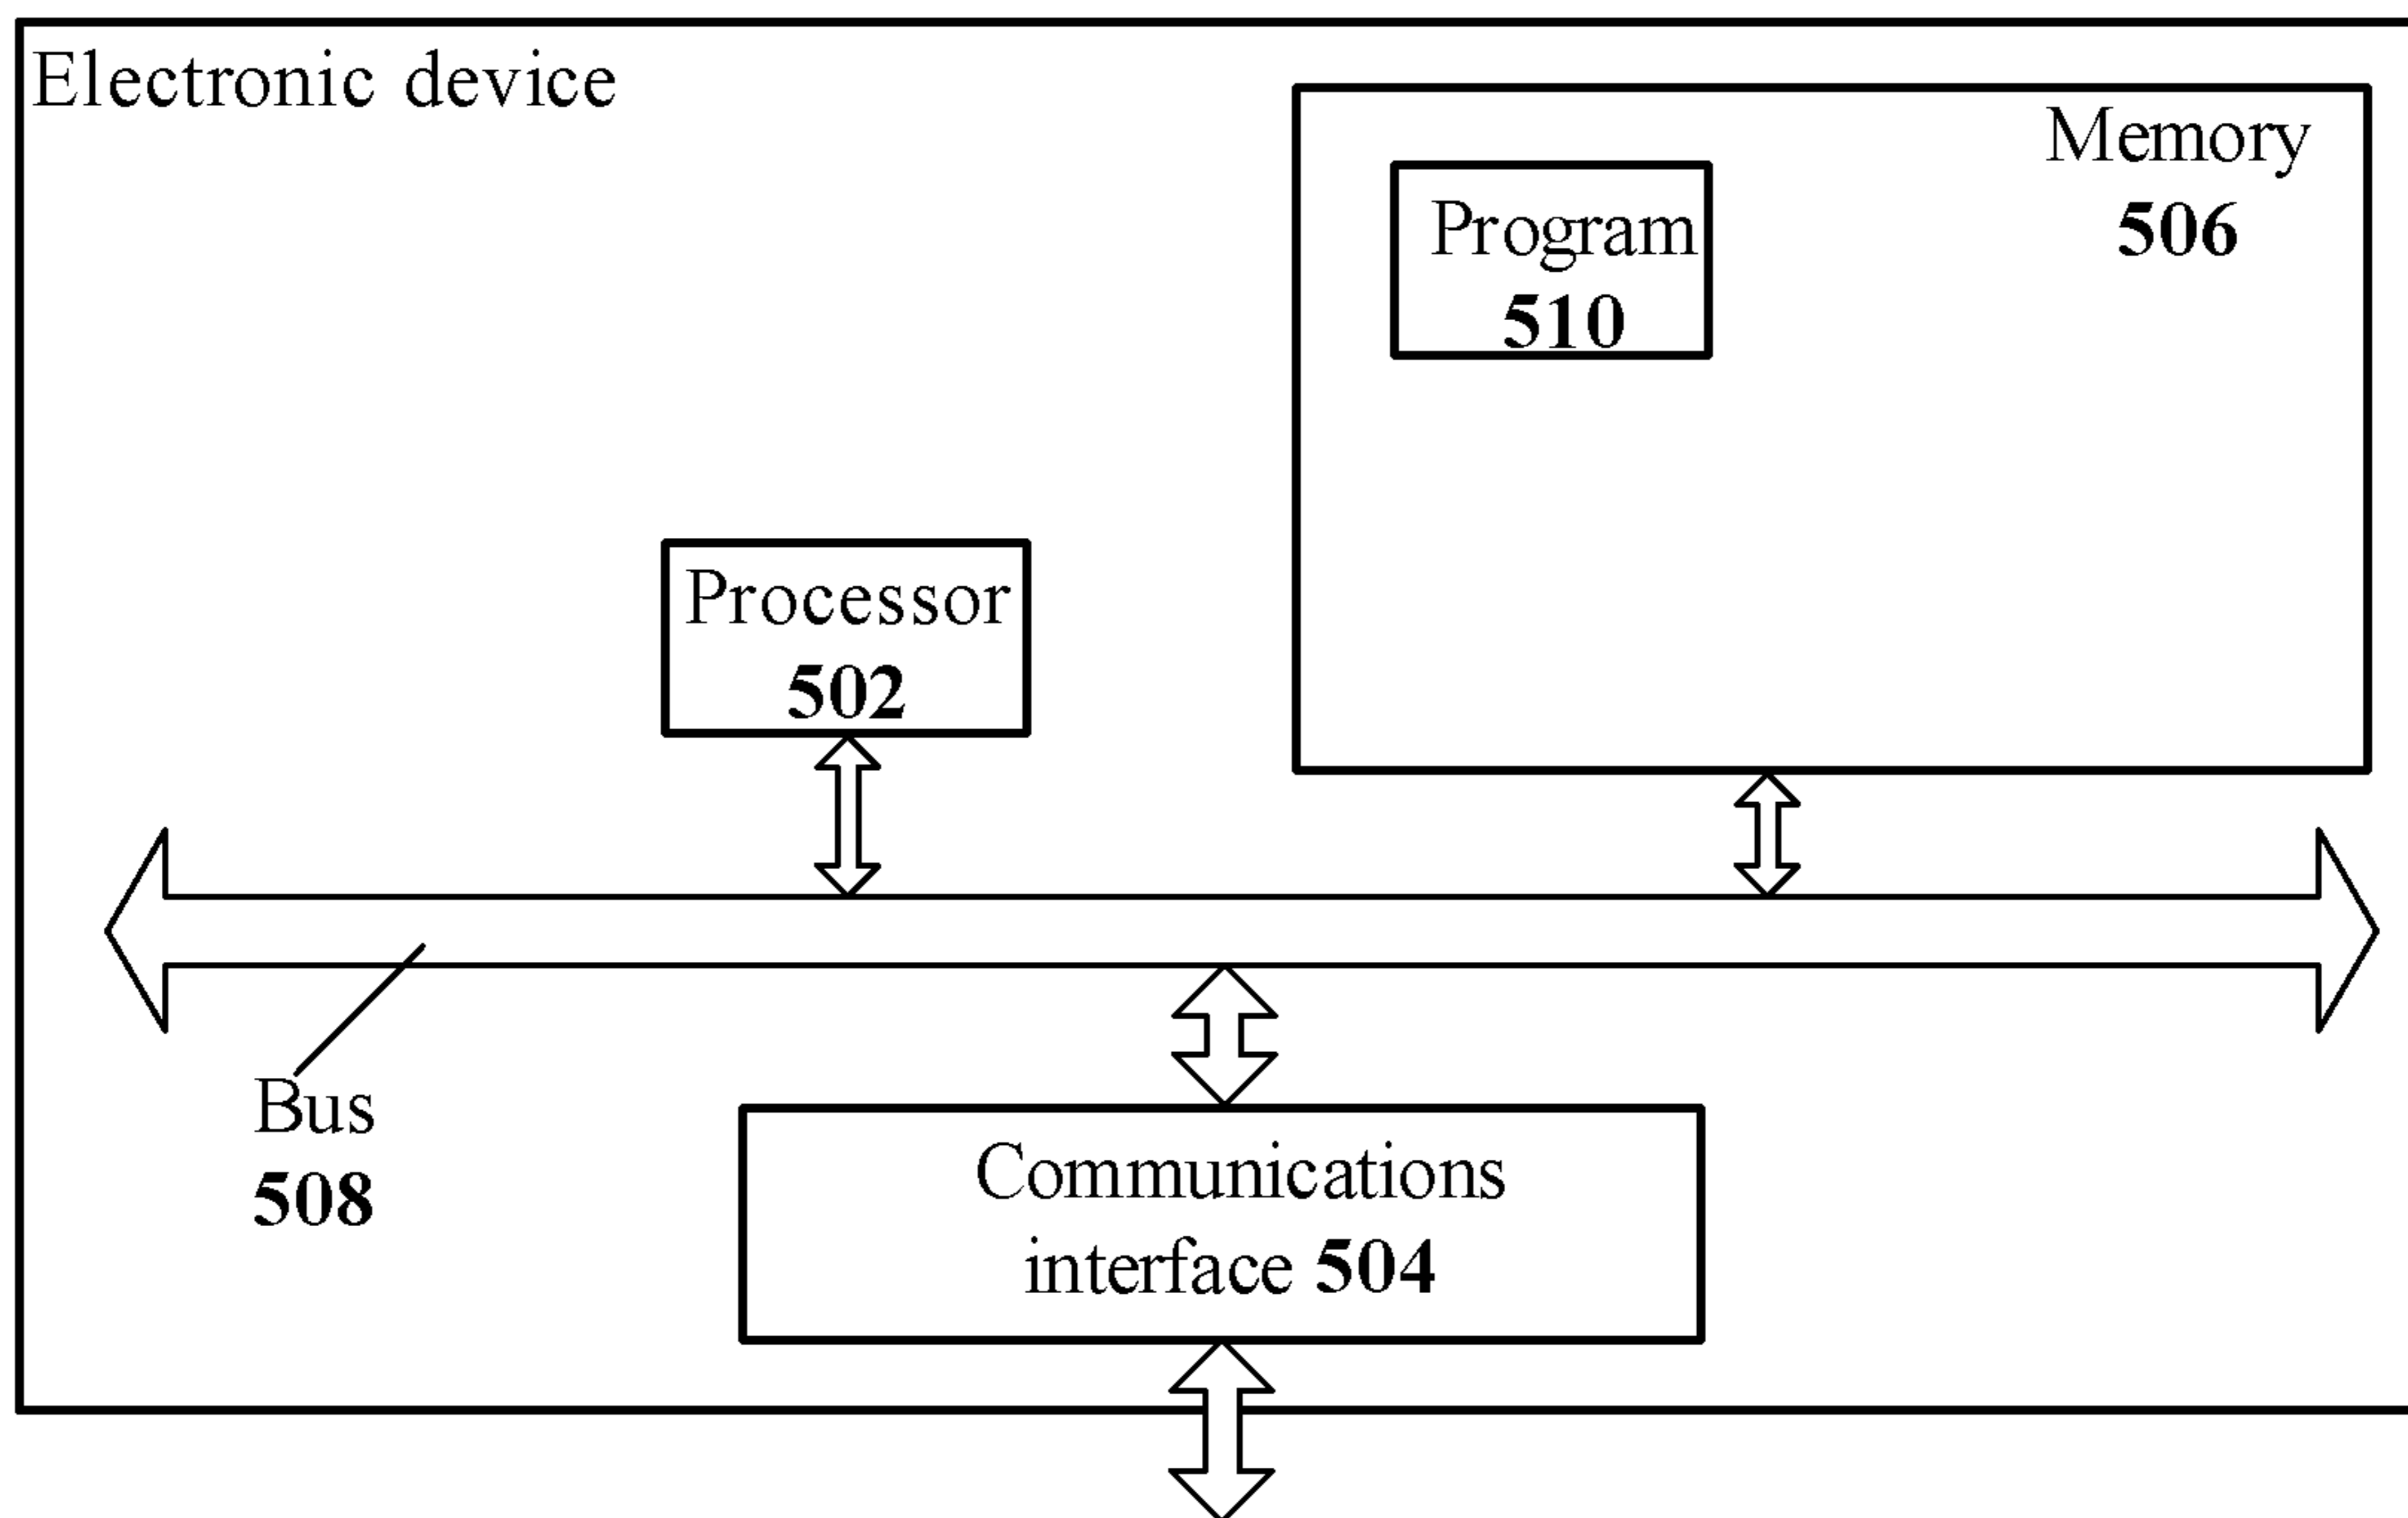 Electronic device
Memory
506
Program
510
Processor
502
Bus
508
Communications
interface 504